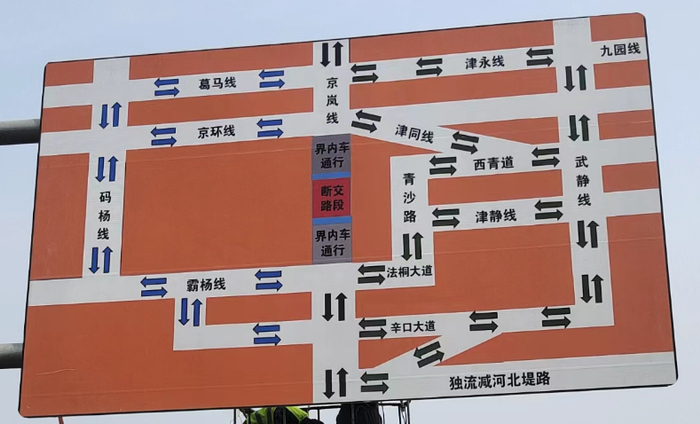 九园线
津永线
葛马线
京岚线
京环线
津同线
界内车
通行
西青道
武静线
断交
路段
青沙路
码杨线
津静线
界内车
通行
法桐大道
霸杨线
辛口大道
独流减河北堤路